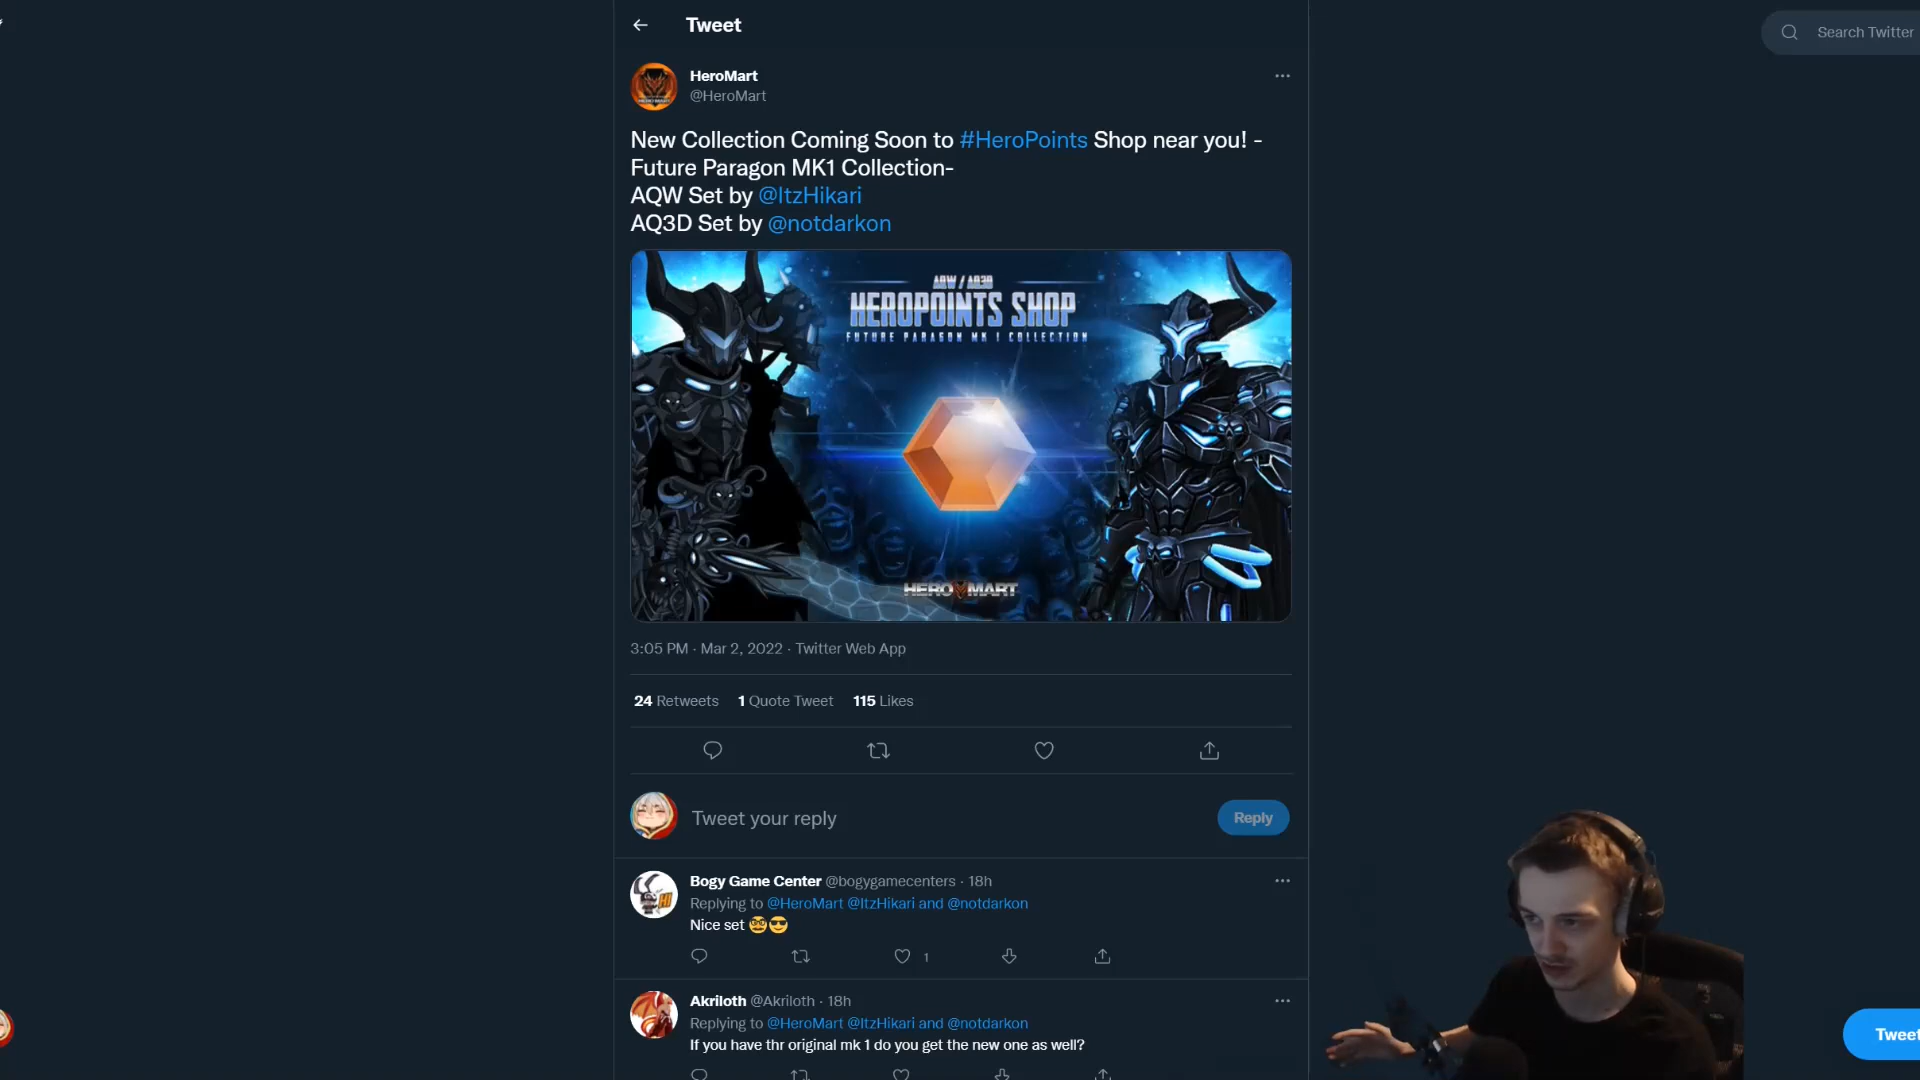 Tweet
Search Twitter
HeroMart
@HeroMart
New Collection Coming Soon to #HeroPoints Shop near you! -
Future Paragon MK1 Collection-
AQW Set by @ItzHikari
AQ3D Set by @notdarkon
AQW / AQ3D
HEROPOINTS SHOP
FUTURE PARAGON MK 1 COLLECTION
HERO MART
3:05 PM · Mar 2, 2022 · Twitter Web App
24 Retweets 1 Quote Tweet 115 Likes
Tweet your reply
Reply
Bogy Game Center @bogygamecenters · 18h
Replying to @HeroMart @ItzHikari and @notdarkon
Nice set 🥸😎
1
Akriloth @Akriloth · 18h
Replying to @HeroMart @ItzHikari and @notdarkon
If you have thr original mk 1 do you get the new one as well?
Tweet